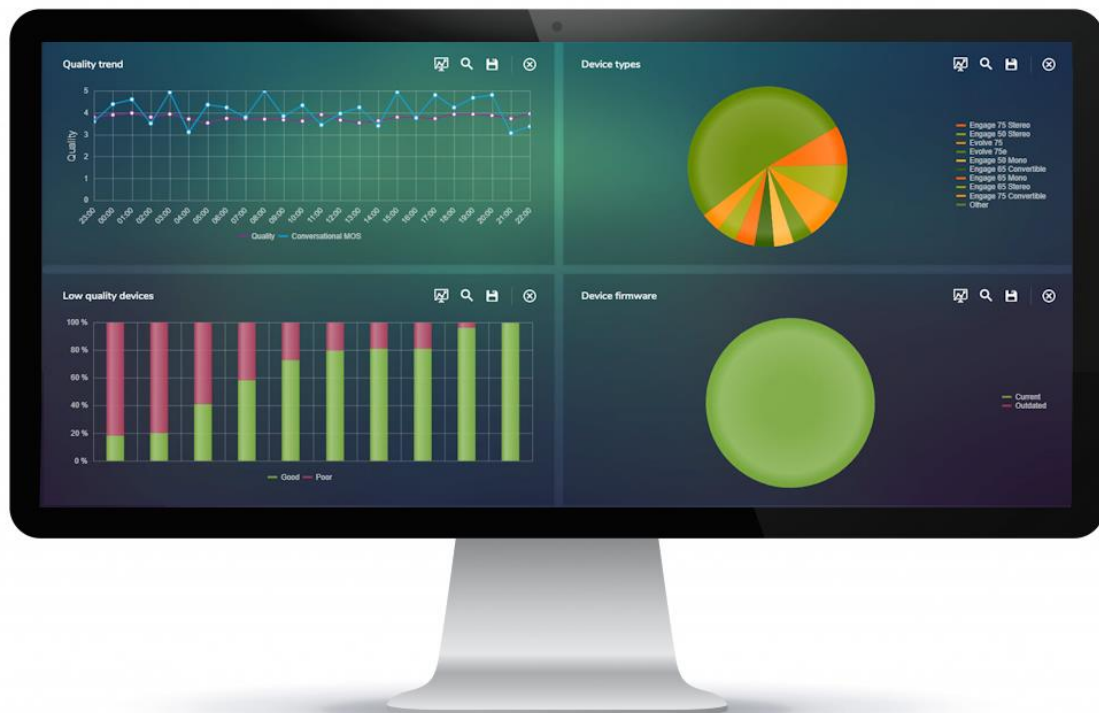 Quality trend
5
4
3
2
1
0
Quality
23:00 00:00 01:00 02:00 03:00 04:00 05:00 06:00 07:00 08:00 09:00 10:00 11:00 12:00 13:00 14:00 15:00 16:00 17:00 18:00 19:00 20:00 21:00 22:00
Quality Conversational MOS
Device types
Engage 75 Stereo
Engage 50 Stereo
Evolve 75
Evolve 75e
Engage 50 Mono
Engage 65 Convertible
Engage 65 Mono
Engage 65 Stereo
Engage 75 Convertible
Other
Low quality devices
100 %
80 %
60 %
40 %
20 %
0 %
Good Poor
Device firmware
Current
Outdated